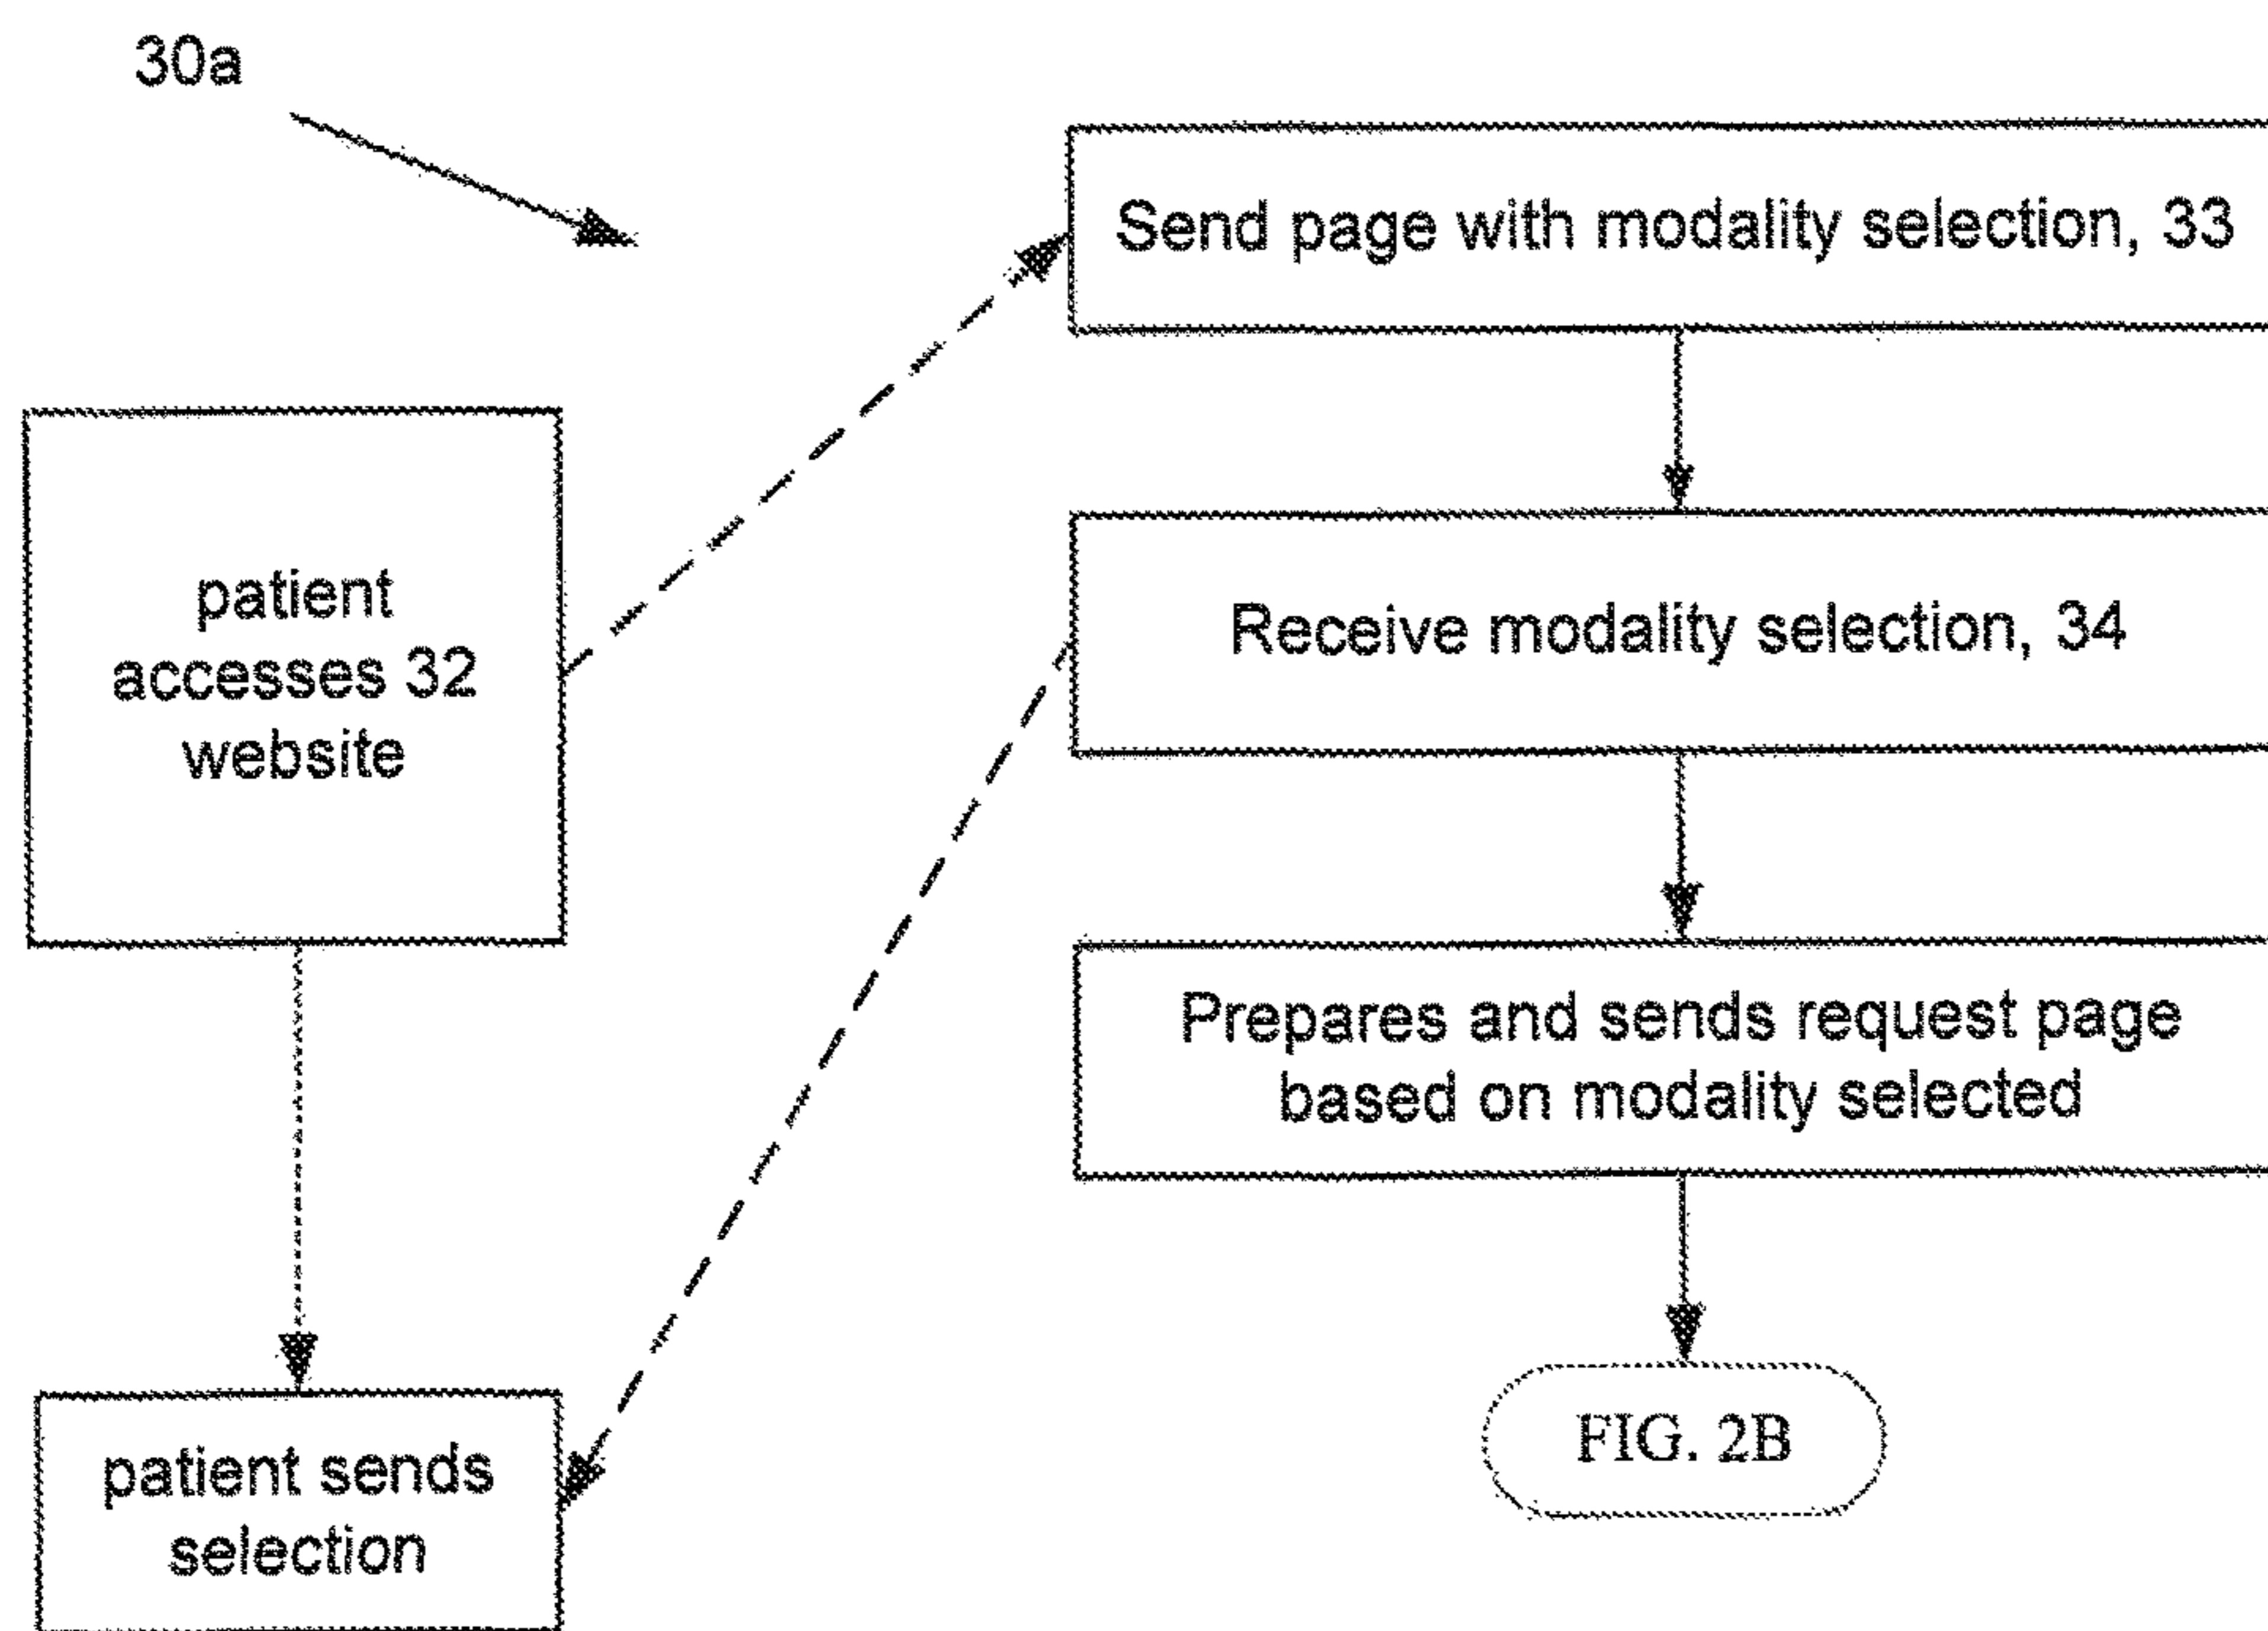 30a
Send page with modality selection, 33
patient
accesses 32
website
Receive modality selection, 34
Prepares and sends request page
based on modality selected
FIG. 2B
patient sends
selection